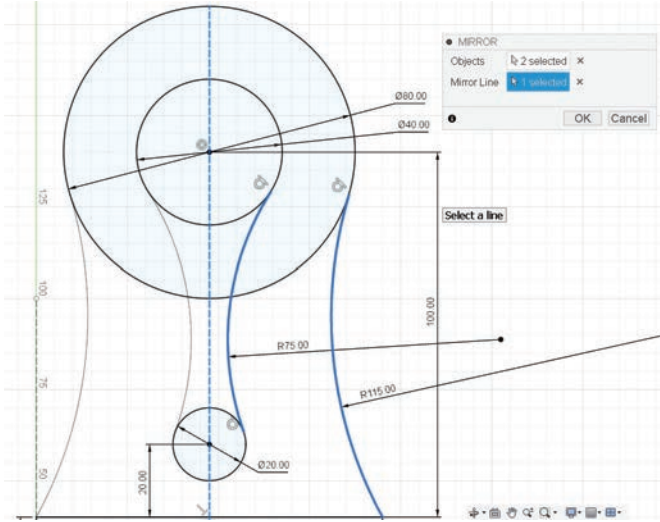 MIRROR
Objects 2 selected ×
Mirror Line 1 selected ×
OK Cancel
Ø80.00
Ø40.00
125
Select a line
100
100.00
R75.00
75
R115.00
Ø20.00
20.00
50